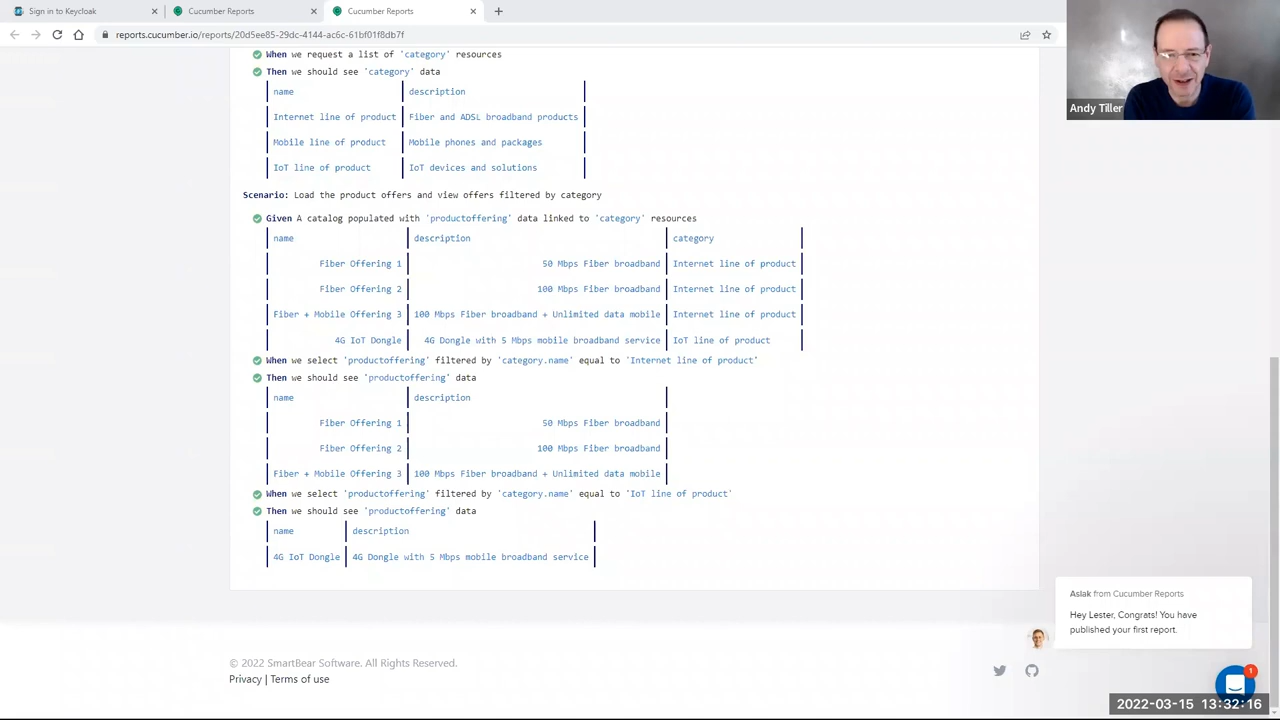 Sign in to Keycloak
Cucumber Reports
Cucumber Reports
reports.cucumber.io/reports/20d5ee85-29dc-4144-ac6c-61bf01f8db7f
Andy Tiller
When we request a list of 'category' resources
Then we should see 'category' data
name description
Internet line of product Fiber and ADSL broadband products
Mobile line of product Mobile phones and packages
IoT line of product IoT devices and solutions
Scenario: Load the product offers and view offers filtered by category
Given A catalog populated with 'productoffering' data linked to 'category' resources
name description category
Fiber Offering 1 50 Mbps Fiber broadband Internet line of product
Fiber Offering 2 100 Mbps Fiber broadband Internet line of product
Fiber + Mobile Offering 3 100 Mbps Fiber broadband + Unlimited data mobile Internet line of product
4G IoT Dongle 4G Dongle with 5 Mbps mobile broadband service IoT line of product
When we select 'productoffering' filtered by 'category.name' equal to 'Internet line of product'
Then we should see 'productoffering' data
name description
Fiber Offering 1 50 Mbps Fiber broadband
Fiber Offering 2 100 Mbps Fiber broadband
Fiber + Mobile Offering 3 100 Mbps Fiber broadband + Unlimited data mobile
When we select 'productoffering' filtered by 'category.name' equal to 'IoT line of product'
Then we should see 'productoffering' data
name description
4G IoT Dongle 4G Dongle with 5 Mbps mobile broadband service
Aslak from Cucumber Reports
Hey Lester, Congrats! You have
published your first report.
© 2022 SmartBear Software. All Rights Reserved.
Privacy | Terms of use
1
2022-03-15 13:32:16